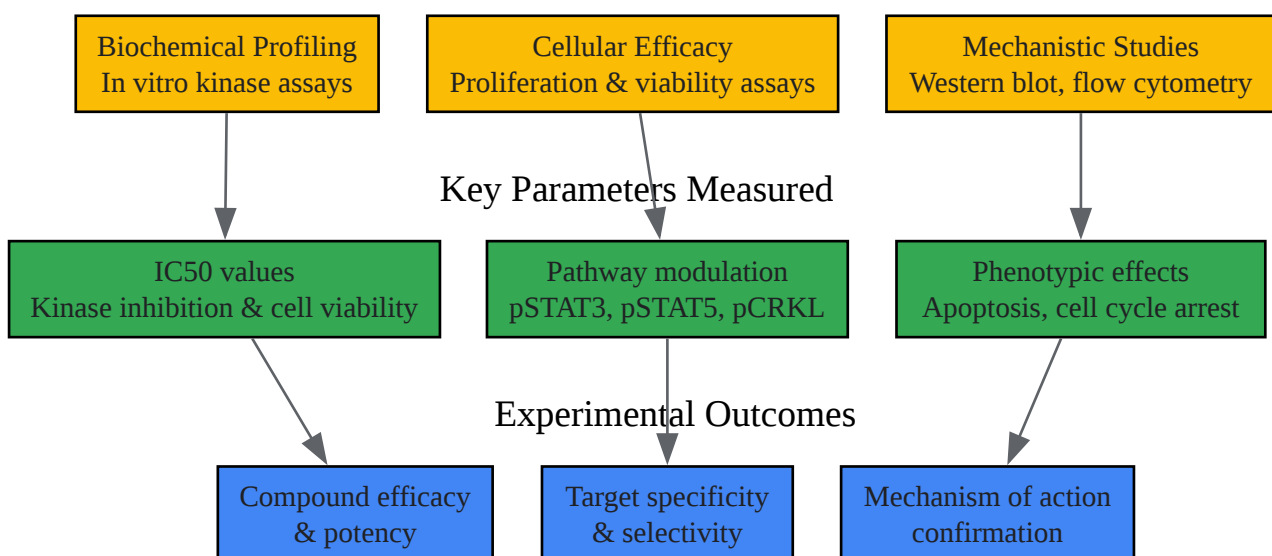 Biochemical Profiling
In vitro kinase assays
Cellular Efficacy
Proliferation & viability assays
Mechanistic Studies
Western blot, flow cytometry
Key Parameters Measured
IC50 values
Kinase inhibition & cell viability
Pathway modulation
pSTAT3, pSTAT5, pCRKL
Phenotypic effects
Apoptosis, cell cycle arrest
Experimental Outcomes
Compound efficacy
& potency
Target specificity
& selectivity
Mechanism of action
confirmation